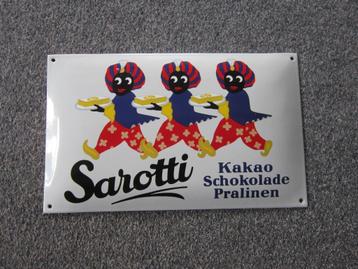 Sarotti
Kakao
Schokolade
Pralinen